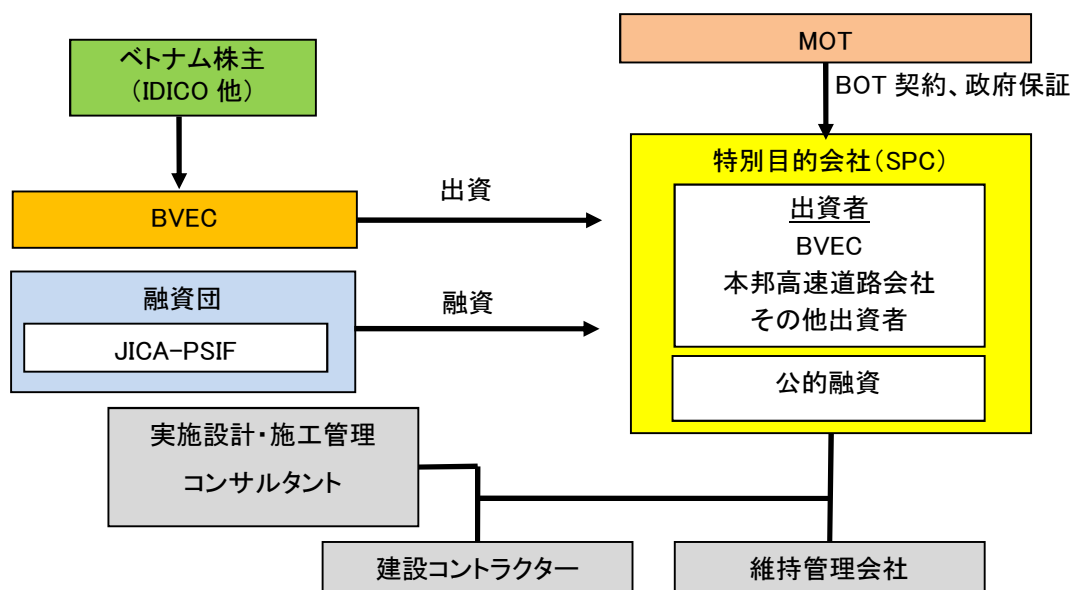 ベトナム株主
(IDICO 他)
MOT
BOT 契約、政府保証
BVEC
出資
特別目的会社(SPC)
出資者
BVEC
本邦高速道路会社
その他出資者
融資団
JICA-PSIF
融資
公的融資
実施設計・施工管理
コンサルタント
建設コントラクター
維持管理会社